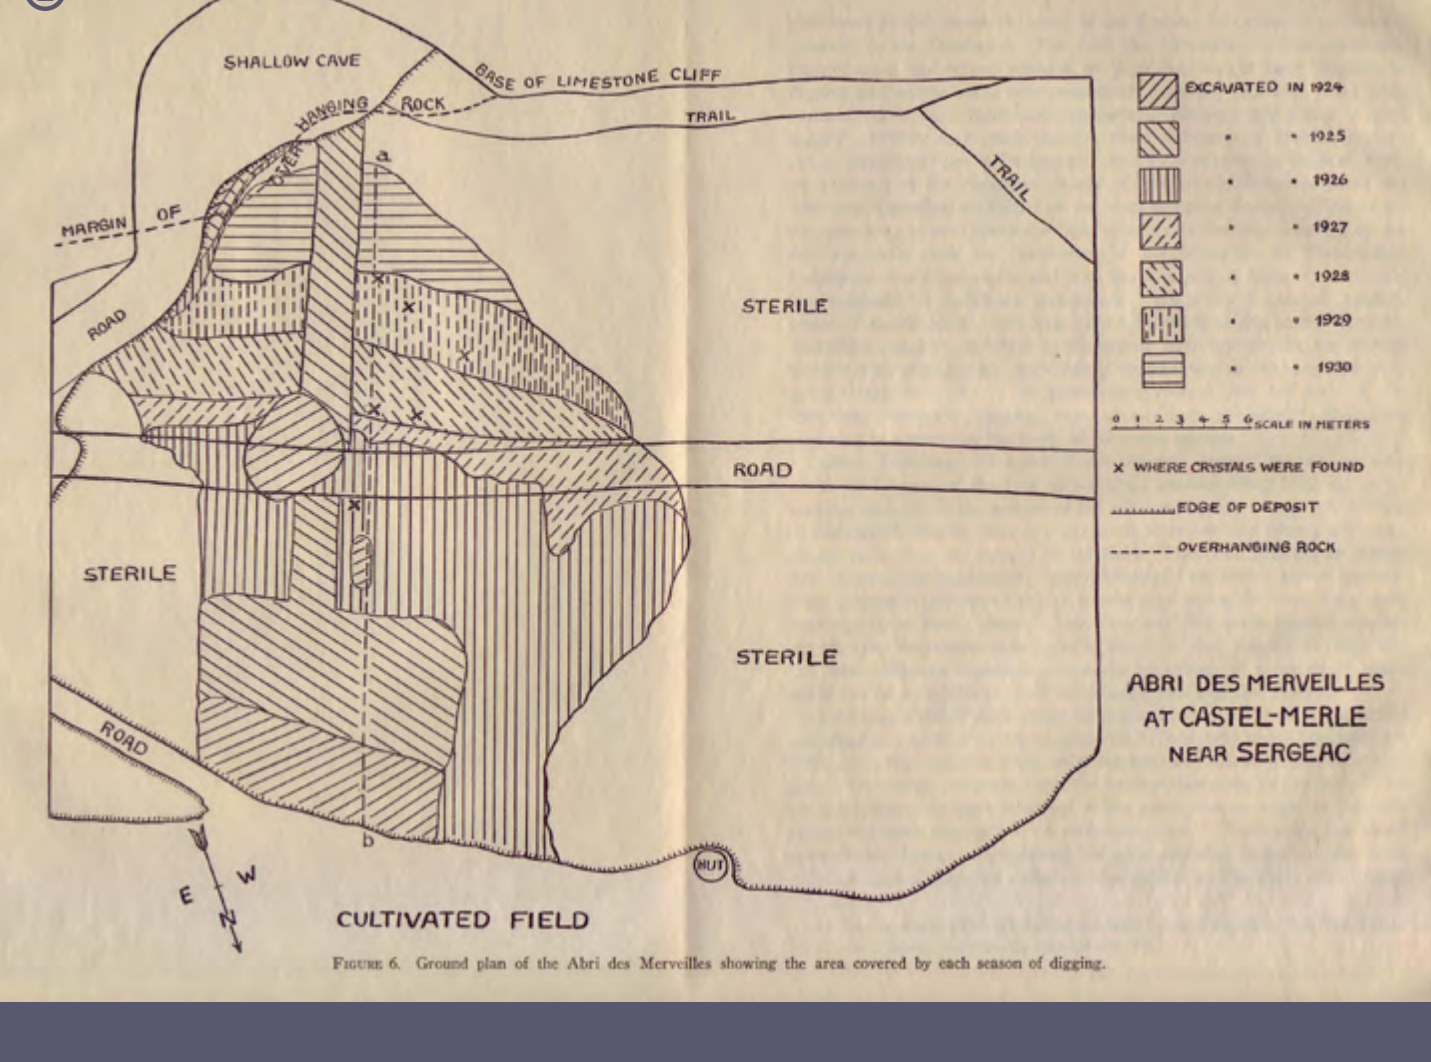 SHALLOW CAVE
BASE OF LIMESTONE CLIFF
OVER HANGING ROCK
TRAIL
TRAIL
a
MARGIN OF
ROAD
STERILE
ROAD
STERILE
STERILE
ROAD
b
HUT
E W
N
CULTIVATED FIELD
EXCAVATED IN 1924
" " 1925
" " 1926
" " 1927
" " 1928
" " 1929
" " 1930
0 1 2 3 4 5 6 SCALE IN METERS
X WHERE CRYSTALS WERE FOUND
EDGE OF DEPOSIT
OVERHANGING ROCK
ABRI DES MERVEILLES
AT CASTEL-MERLE
NEAR SERGEAC
FIGURE 6. Ground plan of the Abri des Merveilles showing the area covered by each season of digging.